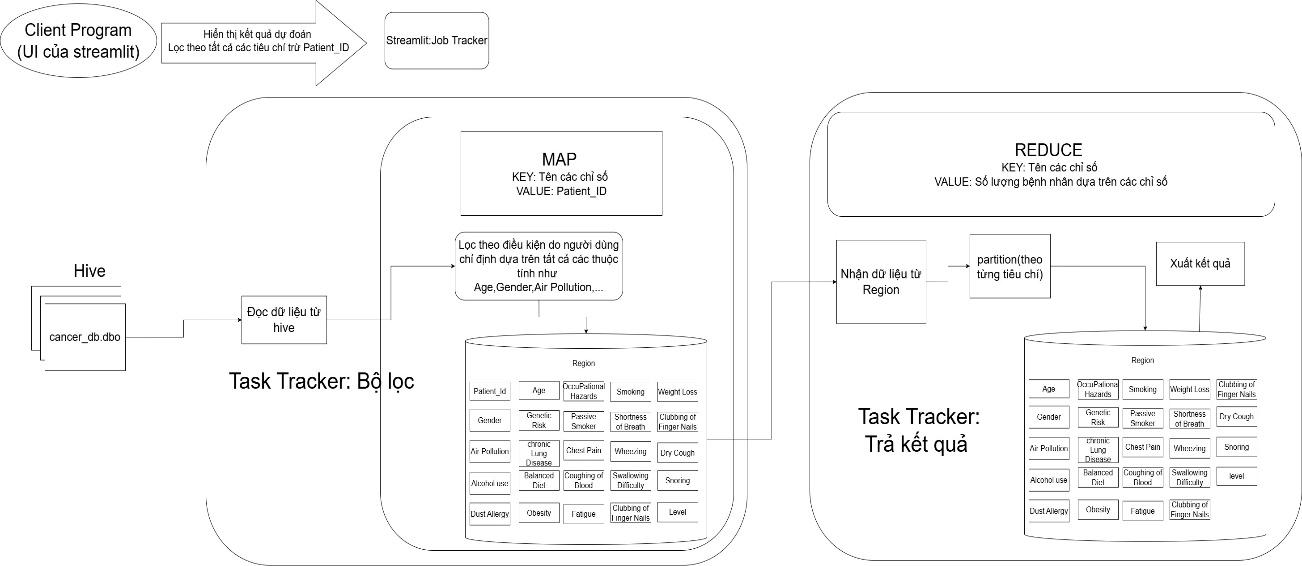 Client Program
(UI của streamlit)
Hiển thị kết quả dự đoán
Lọc theo tất cả các tiêu chí trừ Patient_ID
Streamlit:Job Tracker
MAP
KEY: Tên các chỉ số
VALUE: Patient_ID
Lọc theo điều kiện do người dùng
chỉ định dựa trên tất cả các thuộc
tính như
Age,Gender,Air Pollution,...
Hive
cancer_db.dbo
Đọc dữ liệu từ
hive
Task Tracker: Bộ lọc
Region
Patient_Id
Age
OccuPational
Hazards
Smoking
Weight Loss
Gender
Genetic
Risk
Passive
Smoker
Shortness
of Breath
Clubbing of
Finger Nails
Air Pollution
chronic
Lung
Disease
Chest Pain
Wheezing
Dry Cough
Alcohol use
Balanced
Diet
Coughing of
Blood
Swallowing
Difficulty
Snoring
Dust Allergy
Obesity
Fatigue
Clubbing of
Finger Nails
Level
REDUCE
KEY: Tên các chỉ số
VALUE: Số lượng bệnh nhân dựa trên các chỉ số
Nhận dữ liệu từ
Region
partition(theo
từng tiêu chí)
Xuất kết quả
Task Tracker:
Trả kết quả
Region
Age
OccuPational
Hazards
Smoking
Weight Loss
Clubbing of
Finger Nails
Gender
Genetic
Risk
Passive
Smoker
Shortness
of Breath
Dry Cough
Air Pollution
chronic
Lung
Disease
Chest Pain
Wheezing
Snoring
Alcohol use
Balanced
Diet
Coughing of
Blood
Swallowing
Difficulty
level
Dust Allergy
Obesity
Fatigue
Clubbing of
Finger Nails